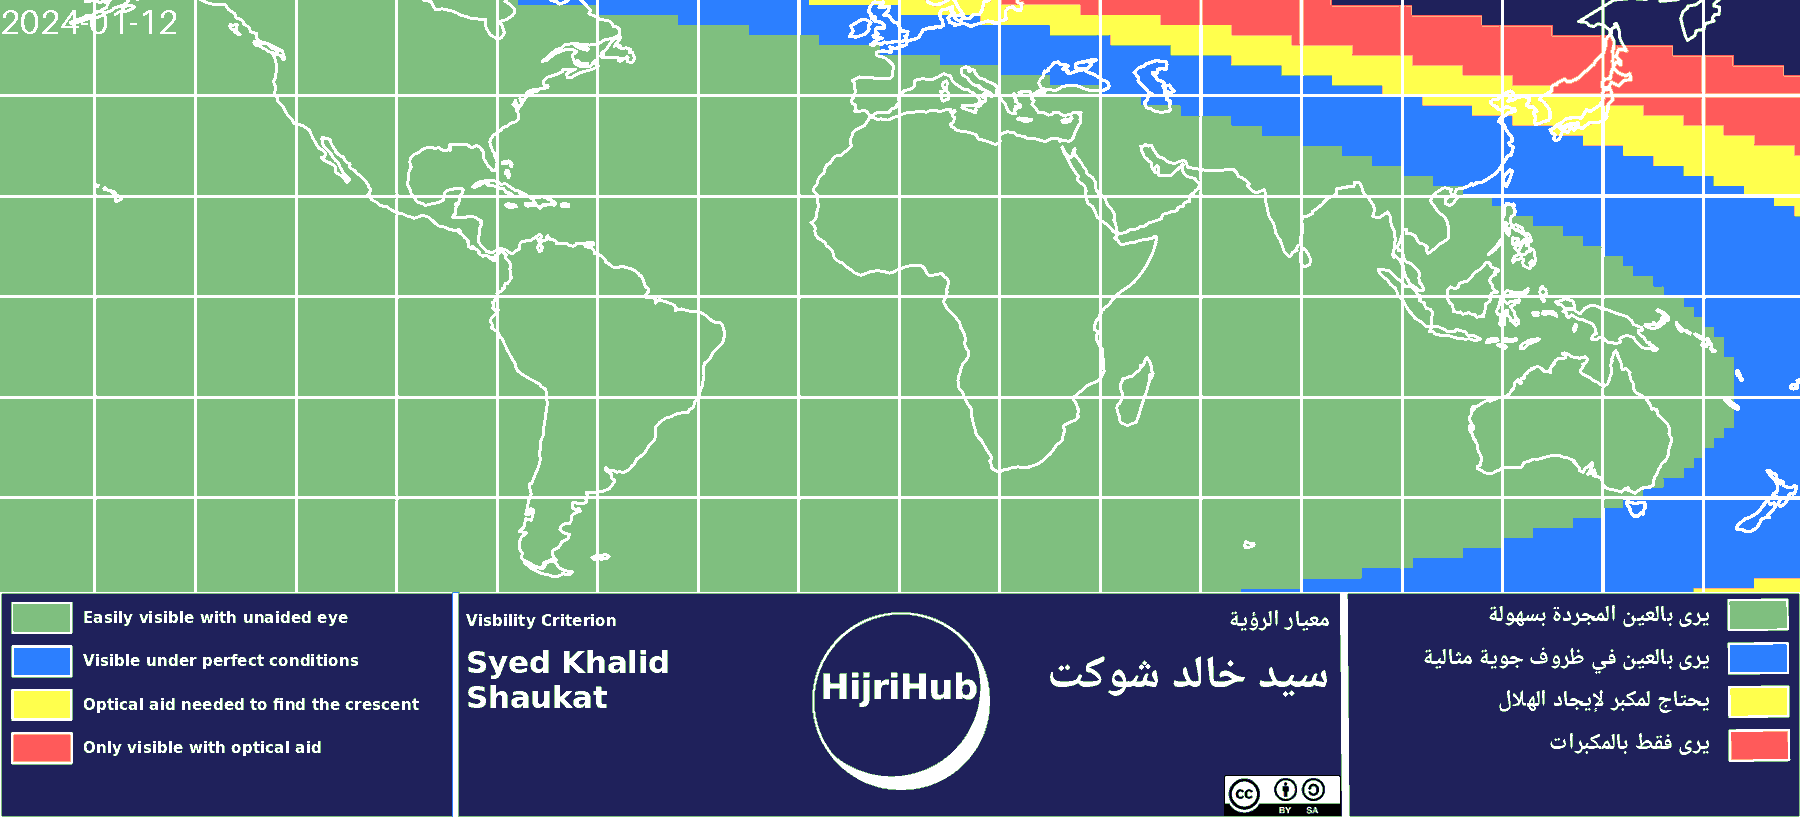 2024-01-12
Easily visible with unaided eye
Visible under perfect conditions
Optical aid needed to find the crescent
Only visible with optical aid
Visbility Criterion
Syed Khalid
Shaukat
HijriHub
معيار الرؤية
سيد خالد شوكت
cc
BY SA
يرى بالعين المجردة بسهولة
يرى بالعين في ظروف جوية مثالية
يحتاج لمكبر لإيجاد الهلال
يرى فقط بالمكبرات